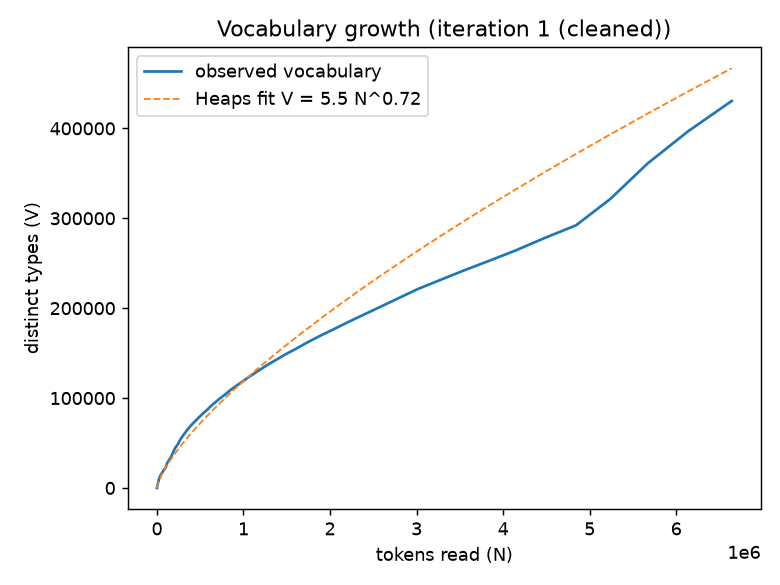 Vocabulary growth (iteration 1 (cleaned))
observed vocabulary
Heaps fit V = 5.5 N^0.72
distinct types (V)
400000
300000
200000
100000
0
0 1 2 3 4 5 6
1e6
tokens read (N)